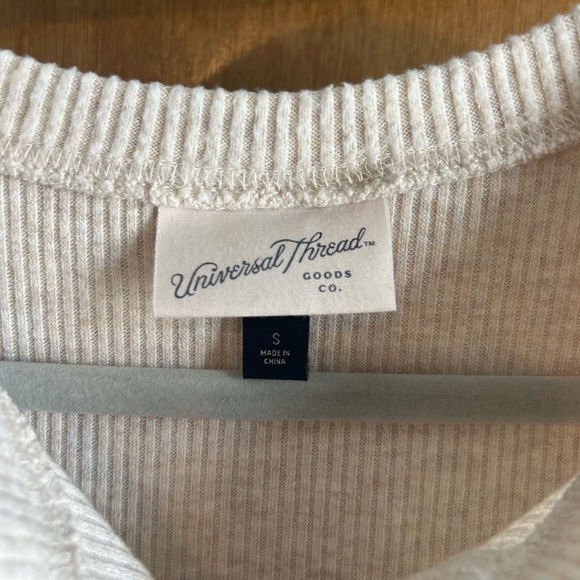 Universal Thread™
GOODS
CO.
S
MADE IN
CHINA